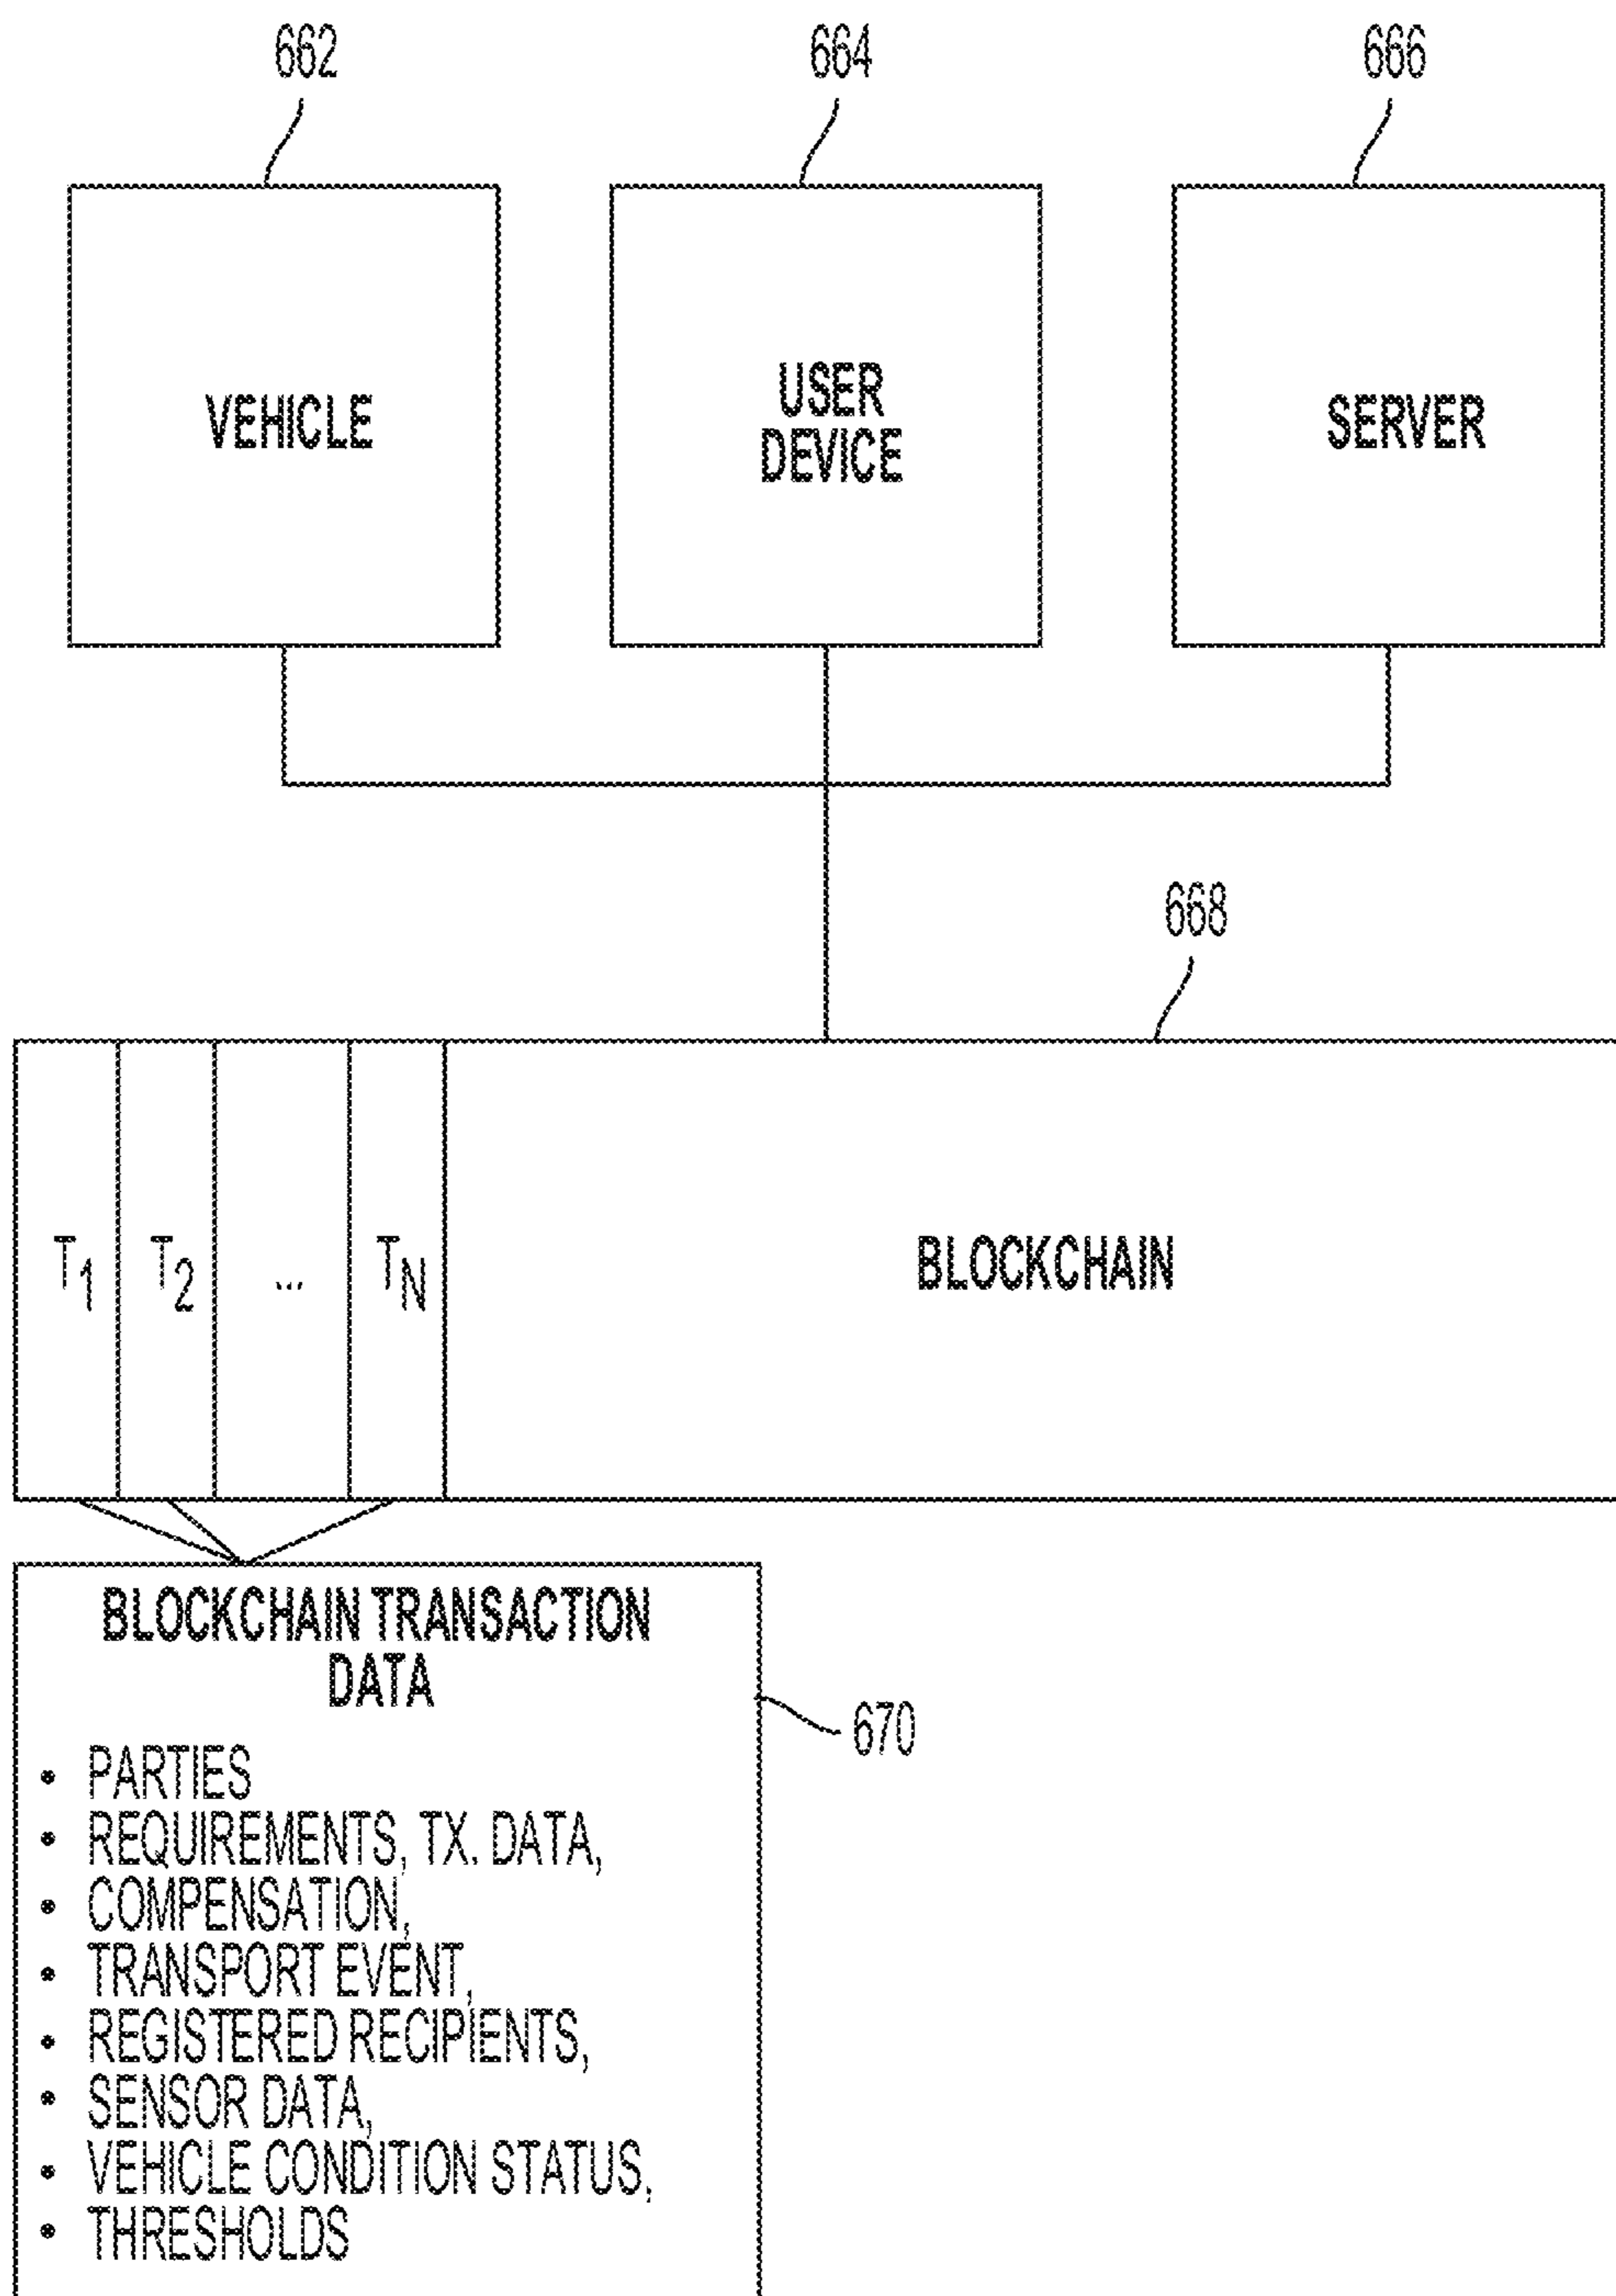 662
664
666
VEHICLE
USER
DEVICE
SERVER
668
T1
T2
...
TN
BLOCKCHAIN
BLOCKCHAIN TRANSACTION
DATA
670
• PARTIES
• REQUIREMENTS, TX. DATA,
• COMPENSATION,
• TRANSPORT EVENT,
• REGISTERED RECIPIENTS,
• SENSOR DATA,
• VEHICLE CONDITION STATUS,
• THRESHOLDS